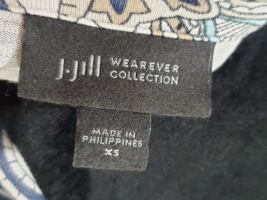 J.Jill WEAREVER
COLLECTION
MADE IN
PHILIPPINES
XS